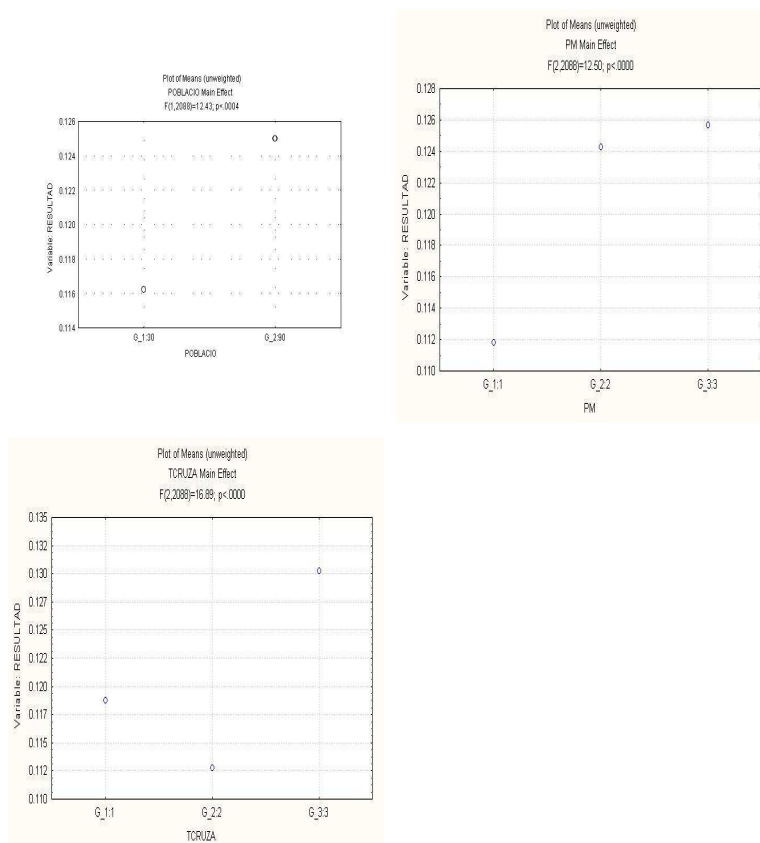 Plot of Means (unweighted)
POBLACIO Main Effect
F(1,2088)=12.43; p<.0004
0.126
0.124
0.122
0.120
0.118
0.116
0.114
Variable: RESULTAD
G_1:30
G_2:90
POBLACIO
Plot of Means (unweighted)
PM Main Effect
F(2,2088)=12.50; p<.0000
0.128
0.126
0.124
0.122
0.120
0.118
0.116
0.114
0.112
0.110
Variable: RESULTAD
G_1:1
G_2:2
G_3:3
PM
Plot of Means (unweighted)
TCRUZA Main Effect
F(2,2088)=16.89; p<.0000
0.135
0.132
0.130
0.127
0.125
0.122
0.120
0.117
0.115
0.112
0.110
Variable: RESULTAD
G_1:1
G_2:2
G_3:3
TCRUZA